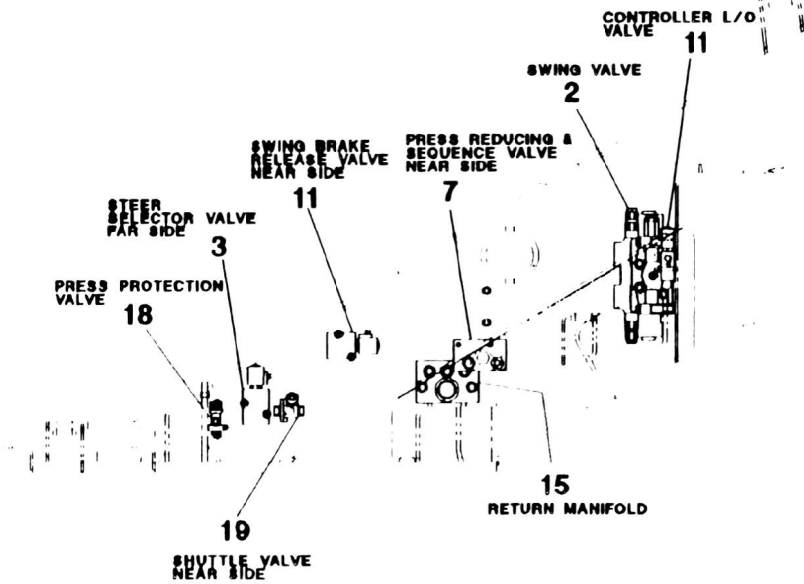 CONTROLLER L/O
VALVE
11
SWING VALVE
2
PRESS REDUCING &
SEQUENCE VALVE
NEAR SIDE
7
SWING BRAKE
RELEASE VALVE
NEAR SIDE
11
STEER
SELECTOR VALVE
FAR SIDE
3
PRESS PROTECTION
VALVE
18
15
RETURN MANIFOLD
19
SHUTTLE VALVE
NEAR SIDE